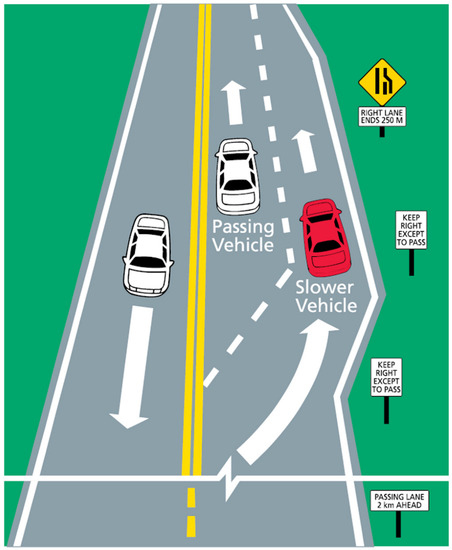 RIGHT LANE
ENDS 250 M
KEEP
RIGHT
EXCEPT
TO PASS
Passing
Vehicle
Slower
Vehicle
KEEP
RIGHT
EXCEPT
TO PASS
PASSING LANE
2 km AHEAD